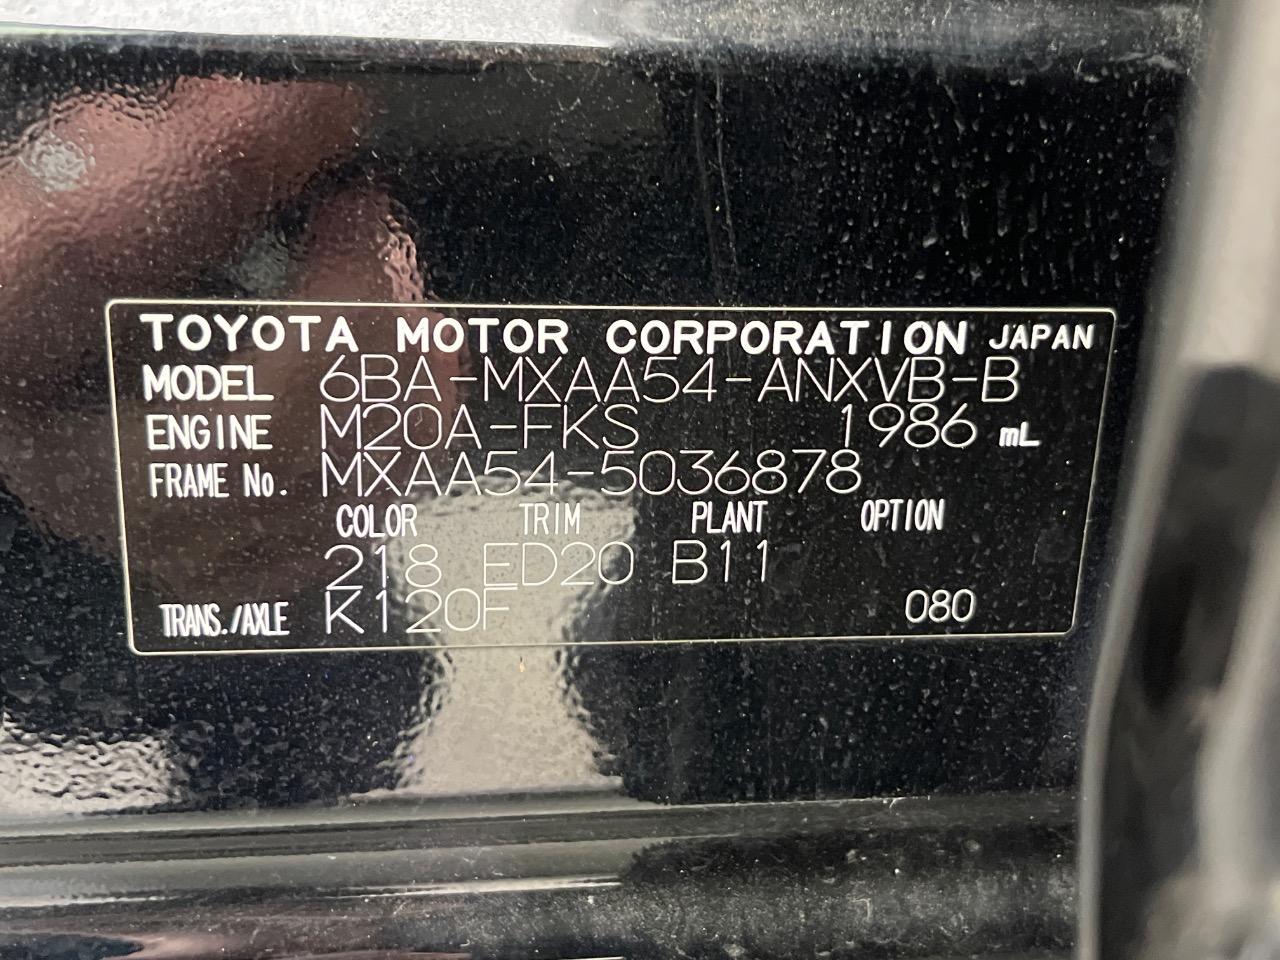 TOYOTA MOTOR CORPORATION JAPAN
MODEL 6BA-MXAA54-ANXVB-B
ENGINE M20A-FKS 1986 mL
FRAME No. MXAA54-5036878
COLOR TRIM PLANT OPTION
218 ED20 B11
TRANS./AXLE K120F 080